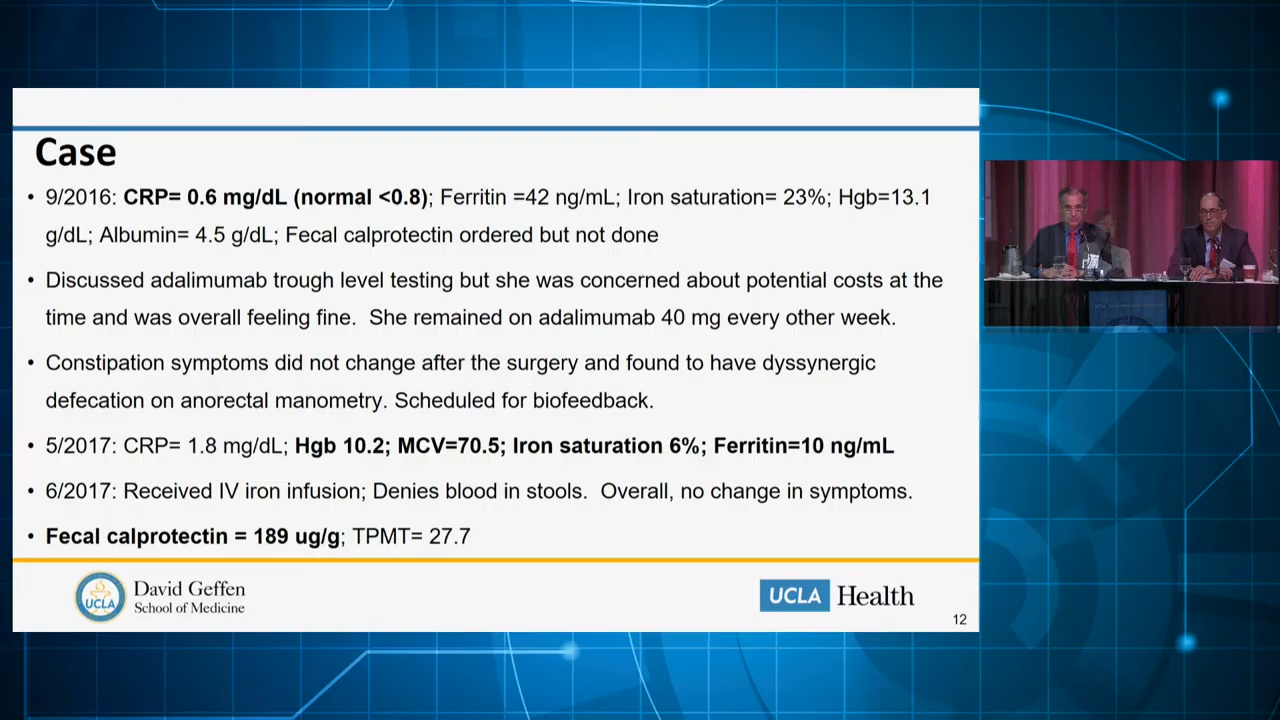 Case
• 9/2016: CRP= 0.6 mg/dL (normal <0.8); Ferritin =42 ng/mL; Iron saturation= 23%; Hgb=13.1
g/dL; Albumin= 4.5 g/dL; Fecal calprotectin ordered but not done
• Discussed adalimumab trough level testing but she was concerned about potential costs at the
time and was overall feeling fine.  She remained on adalimumab 40 mg every other week.
• Constipation symptoms did not change after the surgery and found to have dyssynergic
defecation on anorectal manometry. Scheduled for biofeedback.
• 5/2017: CRP= 1.8 mg/dL; Hgb 10.2; MCV=70.5; Iron saturation 6%; Ferritin=10 ng/mL
• 6/2017: Received IV iron infusion; Denies blood in stools.  Overall, no change in symptoms.
• Fecal calprotectin = 189 ug/g; TPMT= 27.7
UCLA
David Geffen
School of Medicine
UCLA Health
12